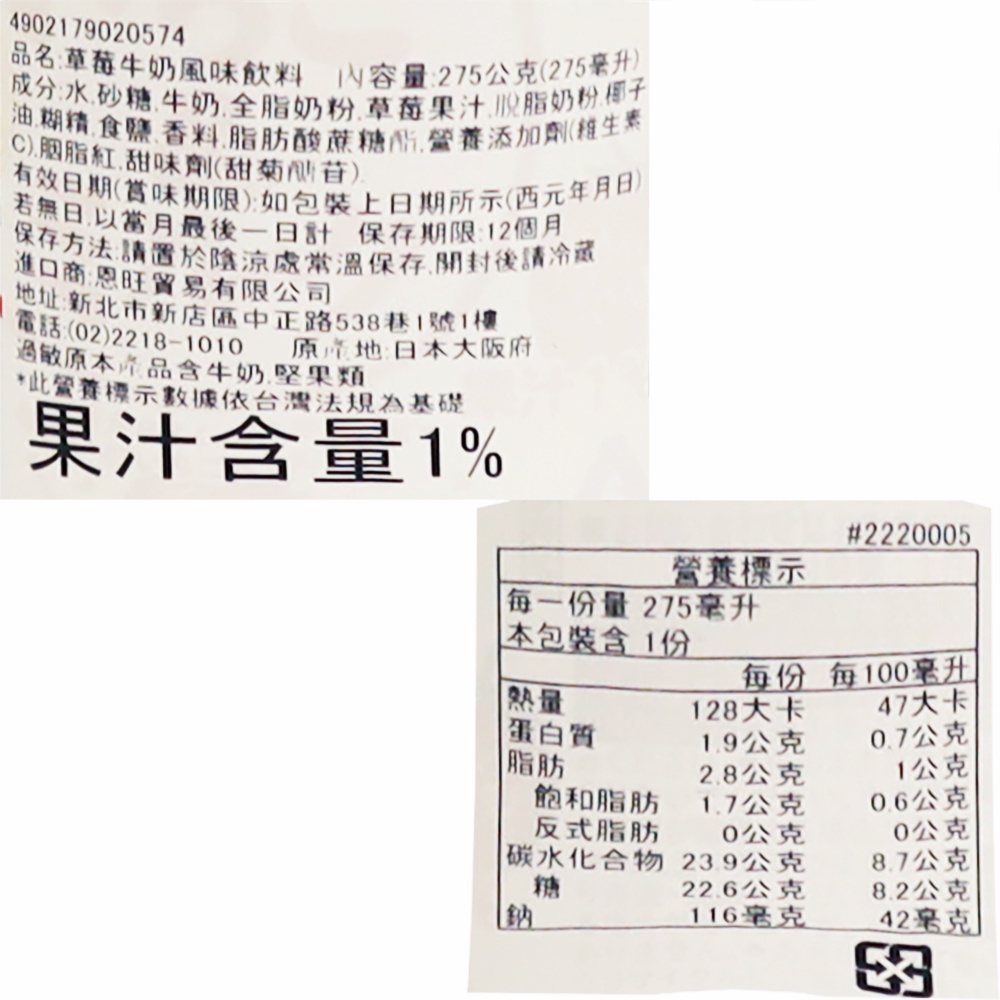 4902179020574
品名:草莓牛奶風味飲料 內容量:275公克(275毫升)
成分:水.砂糖.牛奶.全脂奶粉.草莓果汁.脫脂奶粉.椰子
油.糊精.食鹽.香料.脂肪酸蔗糖酯.營養添加劑(維生素
C).胭脂紅.甜味劑(甜菊醣苷).
有效日期(賞味期限):如包裝上日期所示(西元年月日)
若無日.以當月最後一日計 保存期限:12個月
保存方法:請置於陰涼處常溫保存.開封後請冷藏
進口商:恩旺貿易有限公司
地址:新北市新店區中正路538巷1號1樓
電話:(02)2218-1010 原產地:日本大阪府
過敏原本產品含牛奶.堅果類
*此營養標示數據依台灣法規為基礎
果汁含量1%
#2220005
營養標示
每一份量 275毫升
本包裝含 1份
每份 每100毫升
熱量 128大卡 47大卡
蛋白質 1.9公克 0.7公克
脂肪 2.8公克 1公克
飽和脂肪 1.7公克 0.6公克
反式脂肪 0公克 0公克
碳水化合物 23.9公克 8.7公克
糖 22.6公克 8.2公克
鈉 116毫克 42毫克